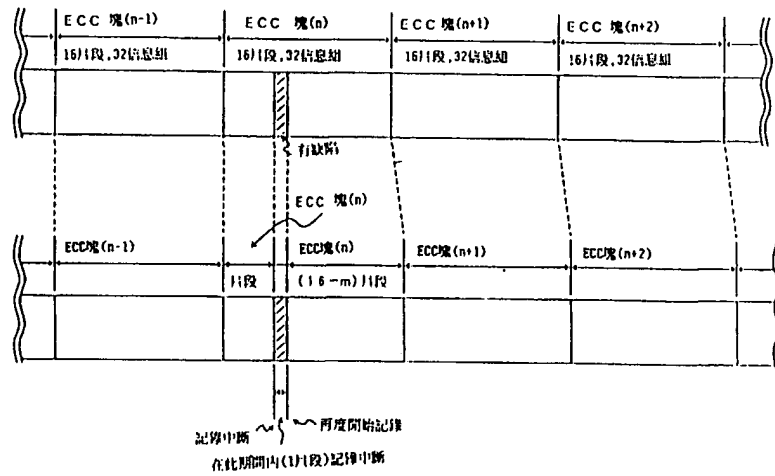 ECC 塊(n-1) ECC 塊(n) ECC 塊(n+1) ECC 塊(n+2)
16片段,32信息組 16片段,32信息組 16片段,32信息組 16片段,32信息組
有缺陷
ECC 塊(n)
ECC塊(n-1) ECC塊(n) ECC塊(n+1) ECC塊(n+2)
片段 (16-m)片段
記錄中断 再度開始記錄
在此期間内(1片段)記錄中断